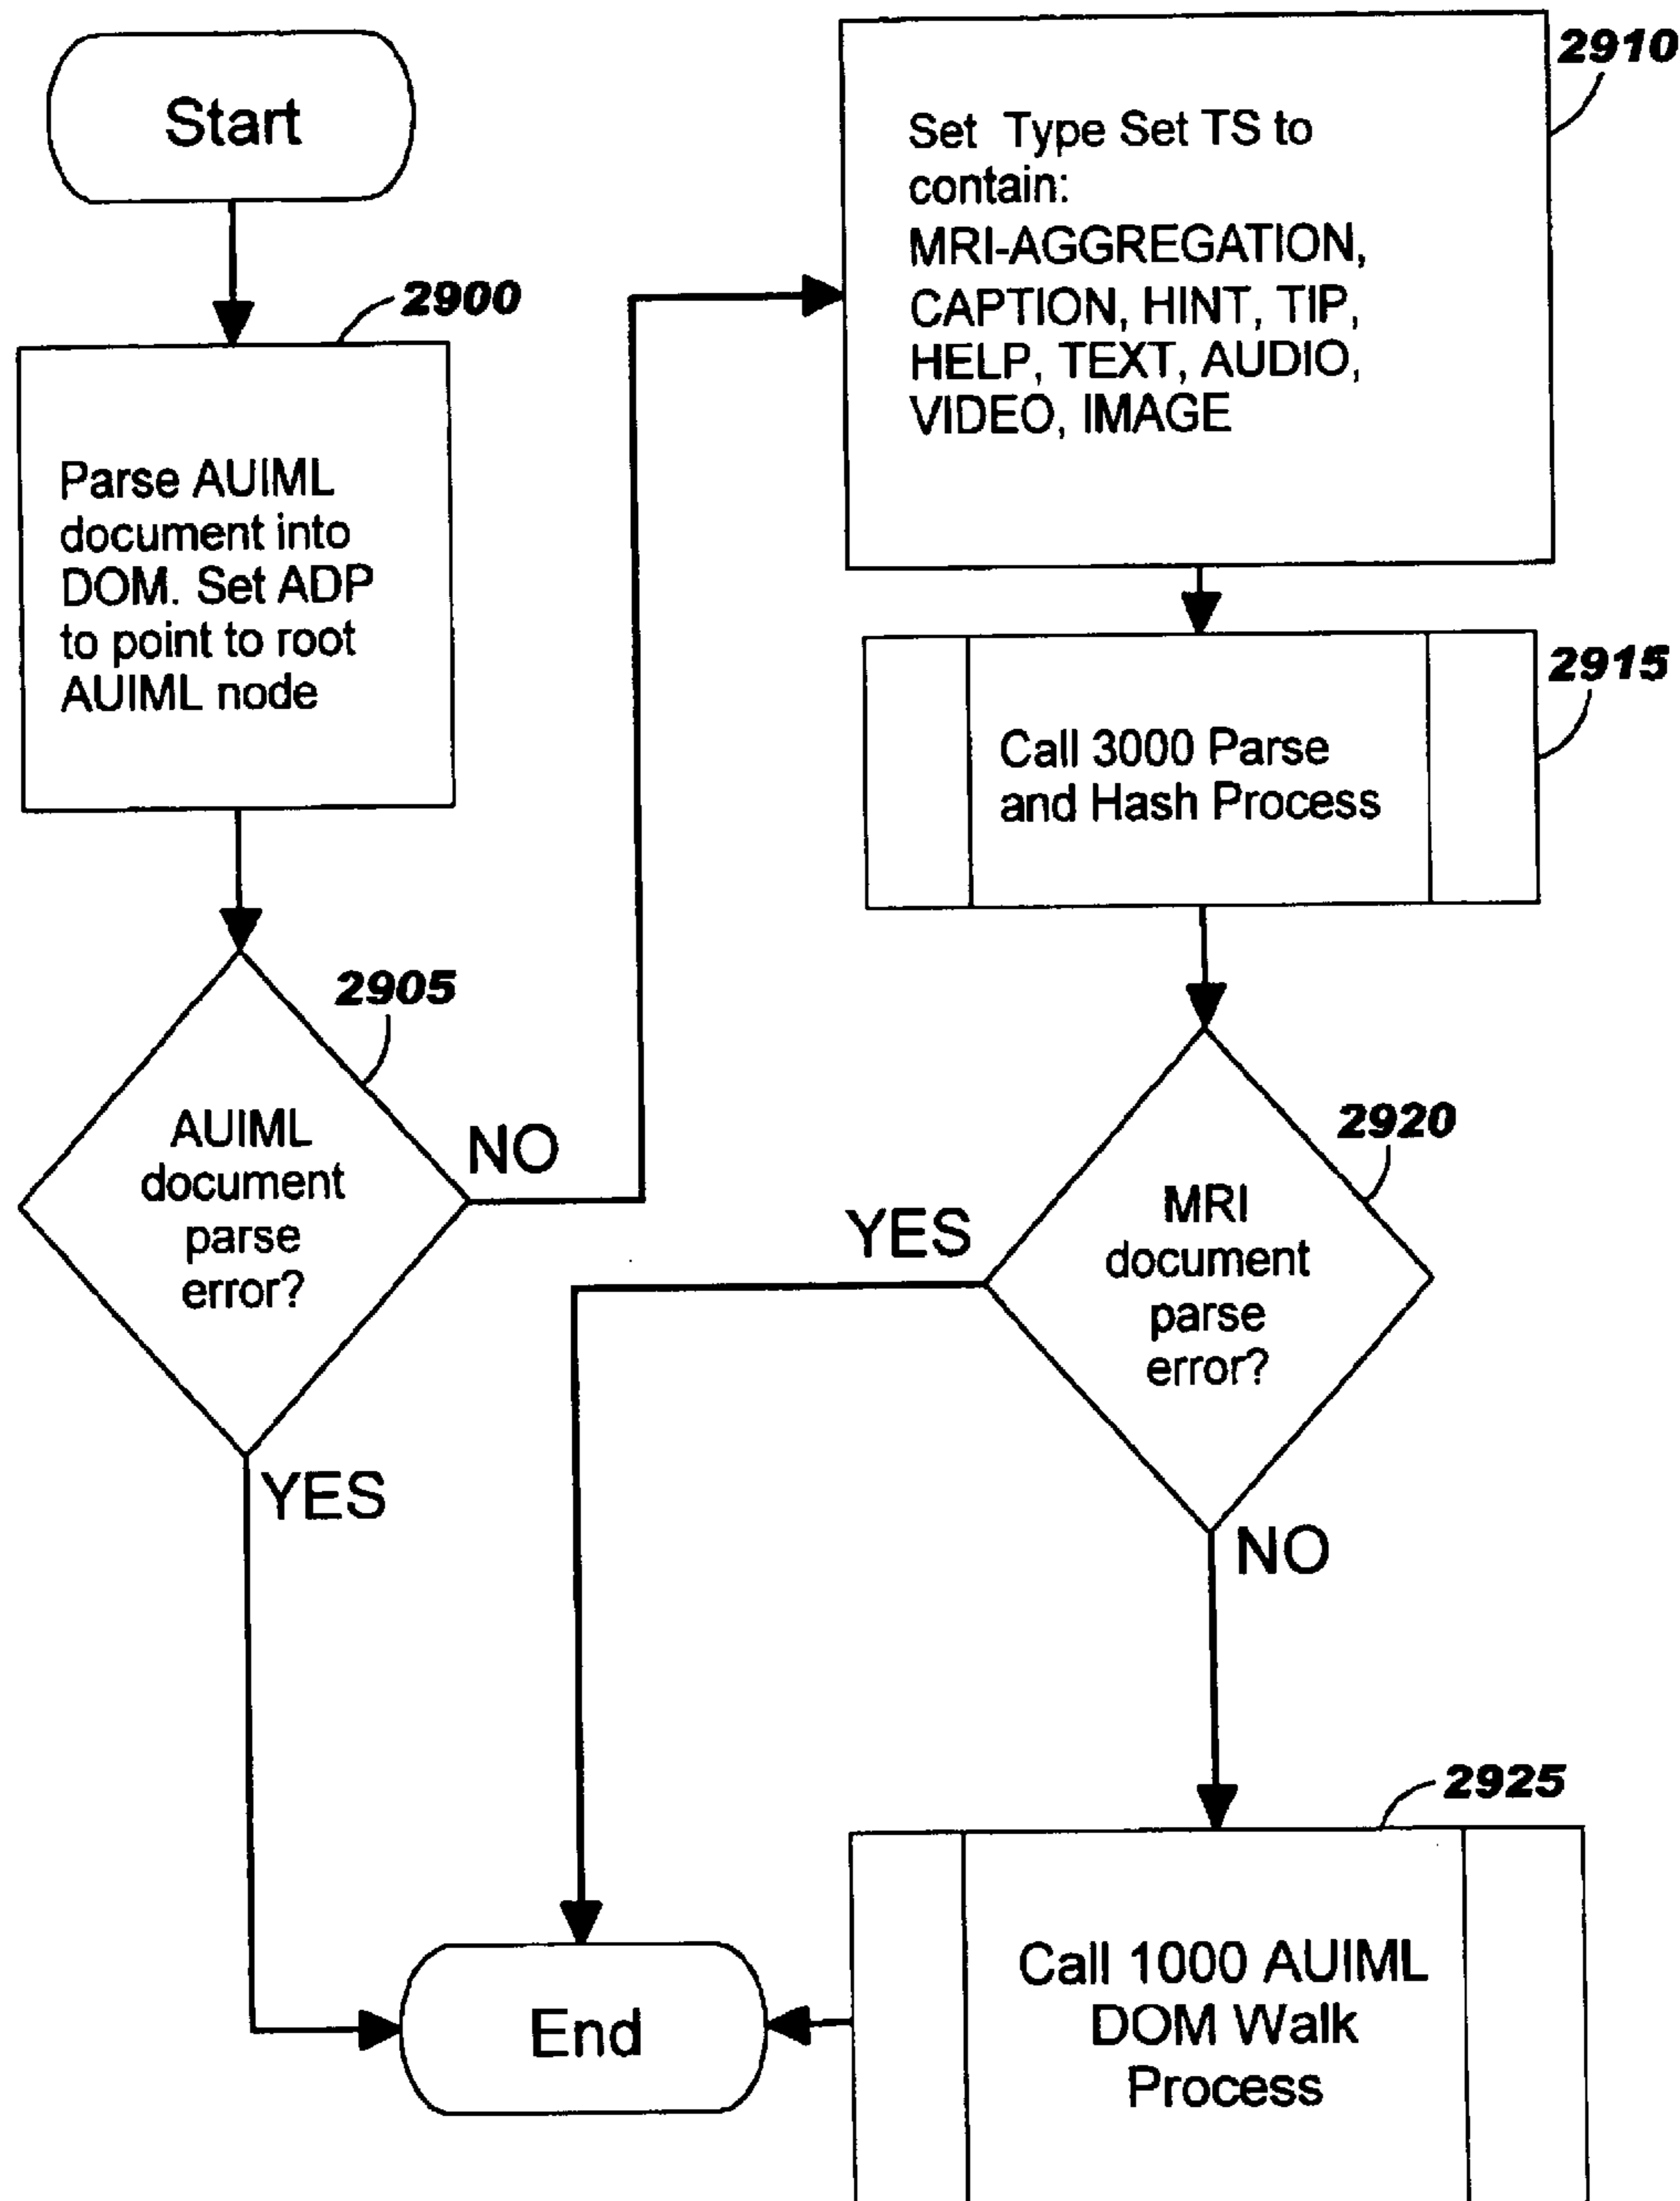 Start
2900
Parse AUIML
document into
DOM. Set ADP
to point to root
AUIML node
2905
AUIML
document
parse
error?
NO
YES
2910
Set Type Set TS to
contain:
MRI-AGGREGATION,
CAPTION, HINT, TIP,
HELP, TEXT, AUDIO,
VIDEO, IMAGE
2915
Call 3000 Parse
and Hash Process
2920
MRI
document
parse
error?
YES
NO
2925
Call 1000 AUIML
DOM Walk
Process
End